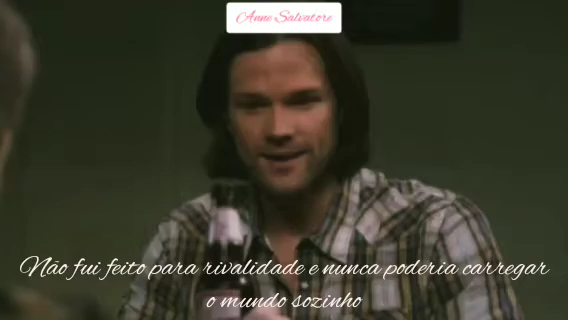 Anne Salvatore
Não fui feito para rivalidade e nunca poderia carregar
o mundo sozinho